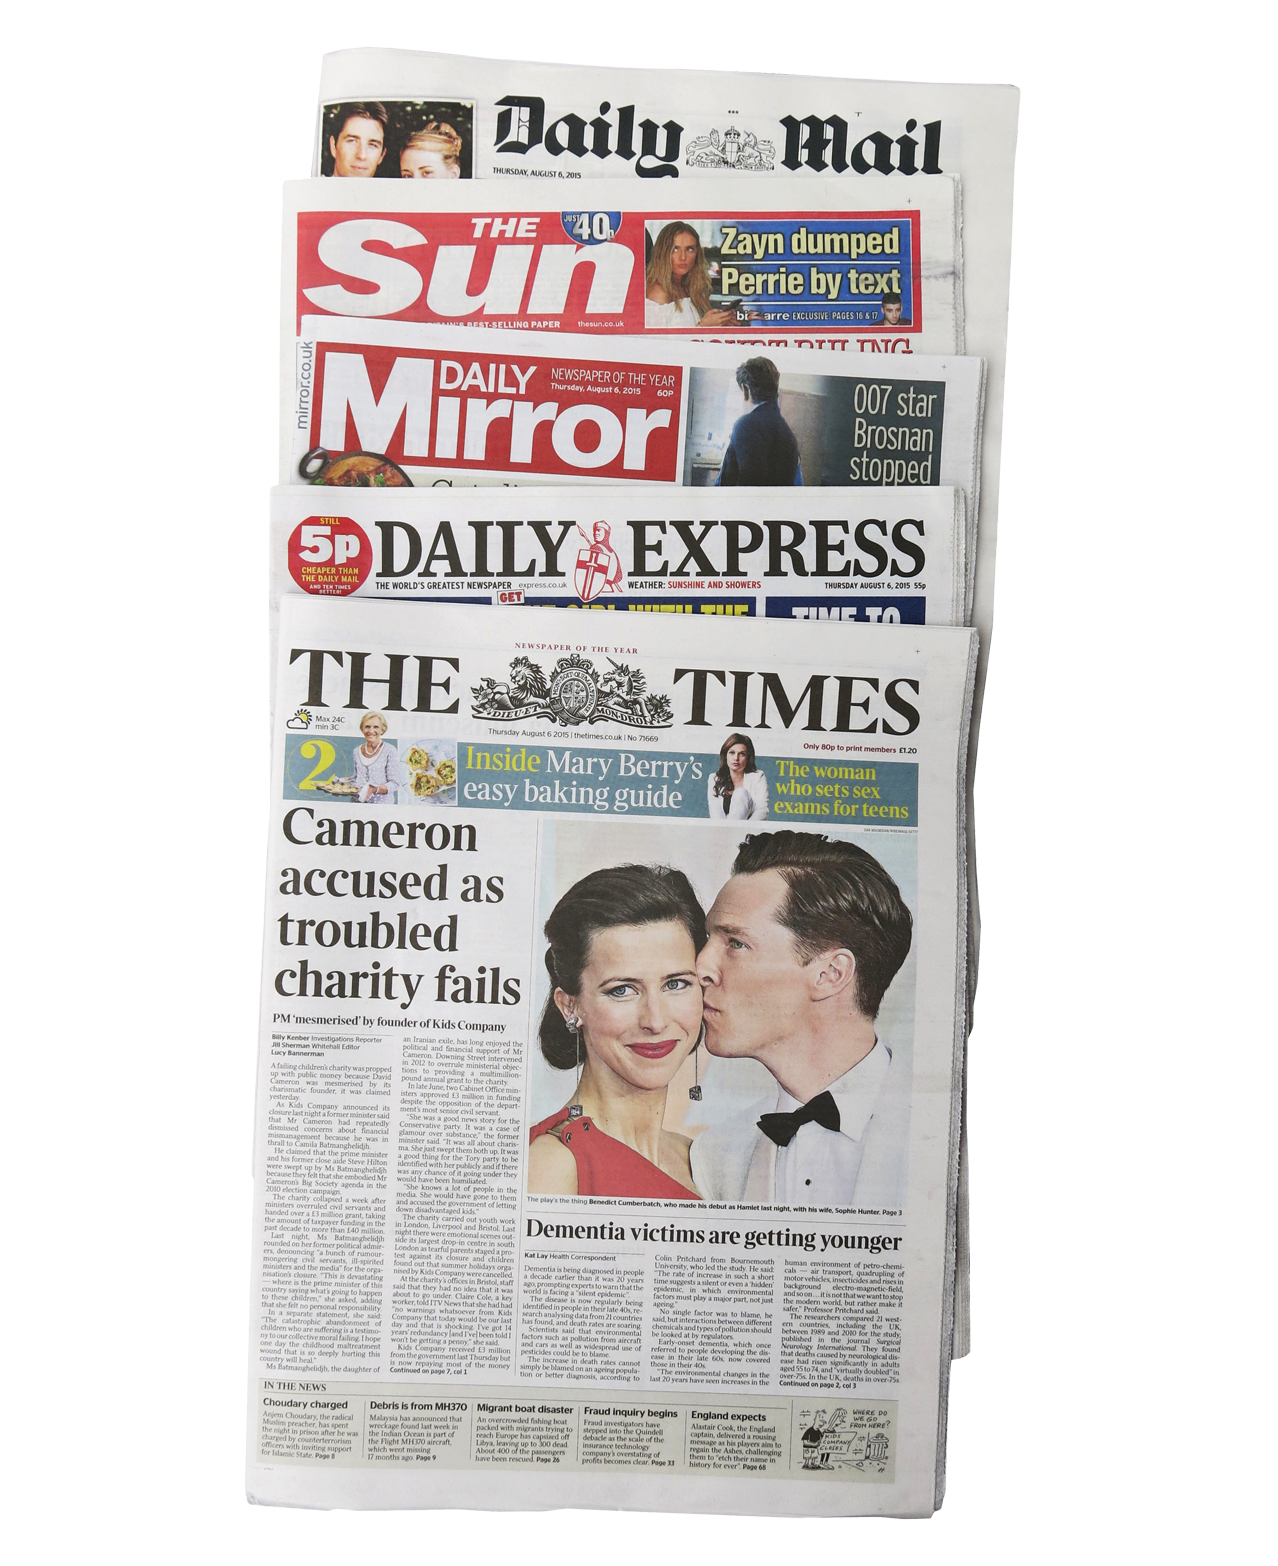 Daily Mail
THURSDAY, AUGUST 6, 2015
THE
Sun
JUST
40p
Zayn dumped
Perrie by text
bizarre EXCLUSIVE: PAGES 16 & 17
BEST-SELLING PAPER thesun.co.uk
COURT RULING
mirror.co.uk
DAILY
Mirror
NEWSPAPER OF THE YEAR
Thursday, August 6, 2015
60P
007 star
Brosnan
stopped
STILL
5p
CHEAPER THAN
THE DAILY MAIL
AND TEN TIMES
BETTER!
DAILY EXPRESS
THE WORLD'S GREATEST NEWSPAPER express.co.uk WEATHER: SUNSHINE AND SHOWERS THURSDAY AUGUST 6, 2015 55p
GET
GIRL WITH THE
TIME TO
NEWSPAPER OF THE YEAR
THE TIMES
DIEU·ET MON·DROIT
Max 24C
min 3C
Thursday August 6 2015 | thetimes.co.uk | No 71669
Only 80p to print members £1.20
2
Inside Mary Berry's
easy baking guide
The woman
who sets sex
exams for teens
Cameron
accused as
troubled
charity fails
PM 'mesmerised' by founder of Kids Company
Billy Kenber Investigations Reporter
Jill Sherman Whitehall Editor
Lucy Bannerman
A failing children's charity was propped
up with public money because David
Cameron was mesmerised by its
charismatic founder, it was claimed
yesterday.
As Kids Company announced its
closure last night a former minister said
that Mr Cameron had repeatedly
dismissed concerns about financial
mismanagement because he was in
thrall to Camila Batmanghelidjh.
He claimed that the prime minister
and his former close aide Steve Hilton
were swept up by Ms Batmanghelidjh
because they felt that she embodied Mr
Cameron's Big Society agenda in the
2010 election campaign.
The charity collapsed a week after
ministers overruled civil servants and
handed over a £3 million grant, taking
the amount of taxpayer funding in the
past decade to more than £40 million.
Last night, Ms Batmanghelidjh
rounded on her former political admir-
ers, denouncing "a bunch of rumour-
mongering civil servants, ill-spirited
ministers and the media" for the orga-
nisation's closure. "This is devastating
— where is the prime minister of this
country saying what's going to happen
to these children," she asked, adding
that she felt no personal responsibility.
In a separate statement, she said:
"The catastrophic abandonment of
children who are suffering is a testimo-
ny to our collective moral failing. I hope
one day the childhood maltreatment
wound that is so deeply hurting this
country will heal."
Ms Batmanghelidjh, the daughter of
an Iranian exile, has long enjoyed the
political and financial support of Mr
Cameron. Downing Street intervened
in 2012 to overrule ministerial objec-
tions to providing a multimillion-
pound annual grant to the charity.
In late June, two Cabinet Office min-
isters approved £3 million in funding
despite the opposition of the depart-
ment's most senior civil servant.
"She was a good news story for the
Conservative party. It was a case of
glamour over substance," the former
minister said. "It was all about charis-
ma. She just swept them both up. It was
a good thing for the Tory party to be
identified with her publicly and if there
was any chance of it going under they
would have been humiliated.
"She knows a lot of people in the
media. She would have gone to them
and accused the government of letting
down disadvantaged kids."
The charity carried out youth work
in London, Liverpool and Bristol. Last
night there were emotional scenes out-
side its largest drop-in centre in south
London as tearful parents staged a pro-
test against its closure and children
found out that summer holidays orga-
nised by Kids Company were cancelled.
At the charity's offices in Bristol, staff
said that they had no idea that it was
about to go under. Claire Cole, a key
worker, told ITV News that she had had
"no warnings whatsoever from Kids
Company that today would be our last
day and that is shocking. I've got 14
years' redundancy [and I've] been told I
won't be getting a penny," she said.
Kids Company received £3 million
from the government last Thursday but
is now repaying most of the money
Continued on page 7, col 1
The play's the thing Benedict Cumberbatch, who made his debut as Hamlet last night, with his wife, Sophie Hunter. Page 3
Dementia victims are getting younger
Kat Lay Health Correspondent
Dementia is being diagnosed in people
a decade earlier than it was 20 years
ago, prompting experts to warn that the
world is facing a "silent epidemic".
The disease is now regularly being
identified in people in their late 40s, re-
search analysing data from 21 countries
has found, and death rates are soaring.
Scientists said that environmental
factors such as pollution from aircraft
and cars as well as widespread use of
pesticides could be to blame.
The increase in death rates cannot
simply be blamed on an ageing popula-
tion or better diagnosis, according to
Colin Pritchard from Bournemouth
University, who led the study. He said:
"The rate of increase in such a short
time suggests a silent or even a 'hidden'
epidemic, in which environmental
factors must play a major part, not just
ageing."
No single factor was to blame, he
said, but interactions between different
chemicals and types of pollution should
be looked at by regulators.
Early-onset dementia, which once
referred to people developing the dis-
ease in their late 60s, now covered
those in their 40s.
"The environmental changes in the
last 20 years have seen increases in the
human environment of petro-chemi-
cals — air transport, quadrupling of
motor vehicles, insecticides and rises in
background electro-magnetic-field,
and so on ... it is not that we want to stop
the modern world, but rather make it
safer," Professor Pritchard said.
The researchers compared 21 west-
ern countries, including the UK,
between 1989 and 2010 for the study,
published in the journal Surgical
Neurology International. They found
that deaths caused by neurological dis-
ease had risen significantly in adults
aged 55 to 74, and "virtually doubled" in
over-75s. In the UK, deaths in over-75s
Continued on page 2, col 3
IN THE NEWS
Choudary charged
Anjem Choudary, the radical
Muslim preacher, has spent
the night in prison after he was
charged by counterterrorism
officers with inviting support
for Islamic State. Page 8
Debris is from MH370
Malaysia has announced that
wreckage found last week in
the Indian Ocean is part of
the Flight MH370 aircraft,
which went missing
17 months ago. Page 9
Migrant boat disaster
An overcrowded fishing boat
packed with migrants trying to
reach Europe has capsized off
Libya, leaving up to 300 dead.
About 400 of the passengers
have been rescued. Page 26
Fraud inquiry begins
Fraud investigators have
stepped into the Quindell
debacle as the scale of the
insurance technology
company's overstating of
profits becomes clear. Page 33
England expects
Alastair Cook, the England
captain, delivered a rousing
message as his players aim to
regain the Ashes, challenging
them to "etch their name in
history for ever". Page 68
WHERE DO
WE GO
FROM HERE?
KIDS
COMPANY
CLOSES